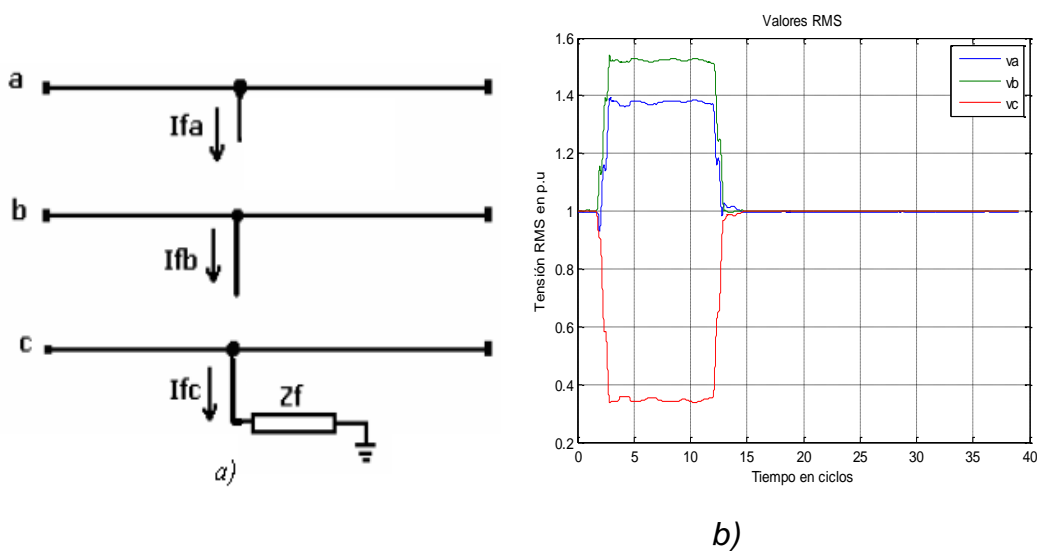 a
Ifa
b
Ifb
c
Ifc
Zf
a)
Valores RMS
Tensión RMS en p.u
1.6
1.4
1.2
1
0.8
0.6
0.4
0.2
va
vb
vc
0 5 10 15 20 25 30 35 40
Tiempo en ciclos
b)